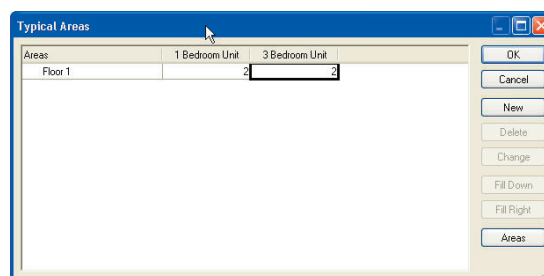 Typical Areas
Areas 1 Bedroom Unit 3 Bedroom Unit
Floor 1 2 2
OK
Cancel
New
Delete
Change
Fill Down
Fill Right
Areas